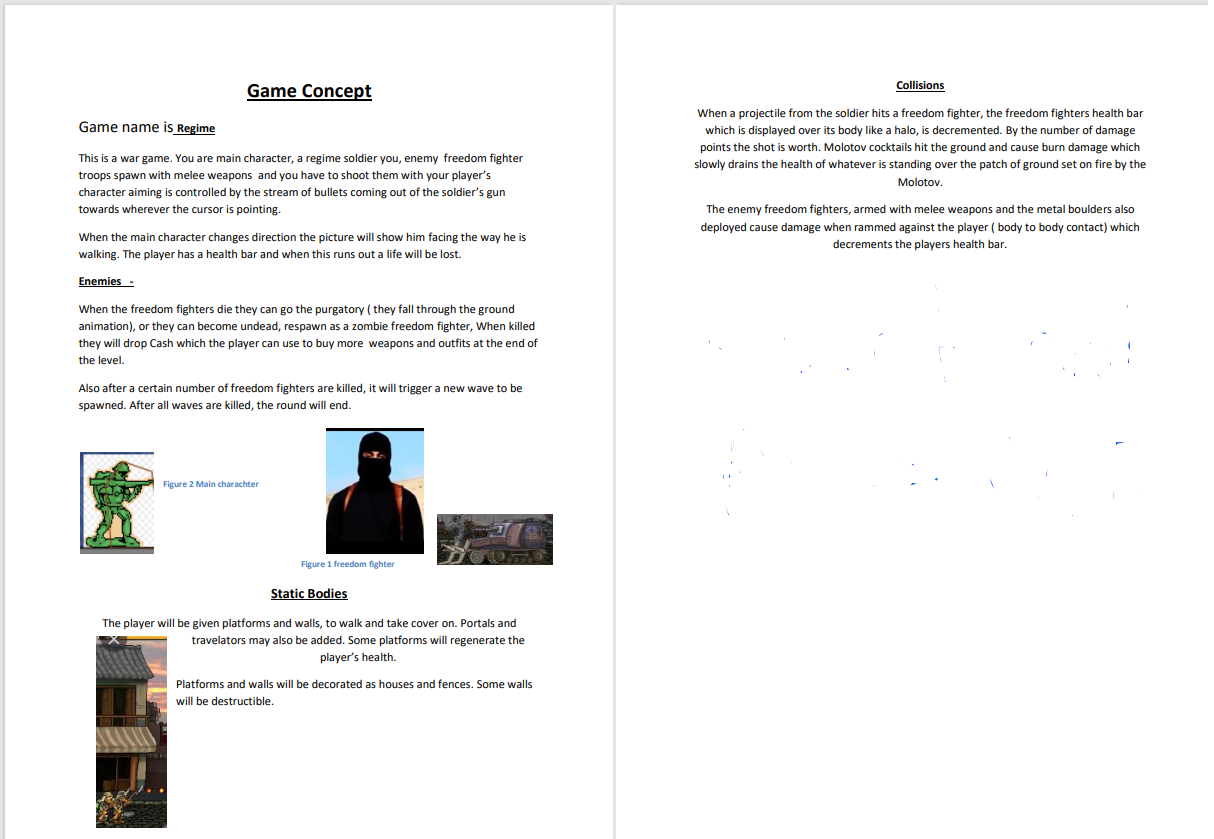 Game Concept
Game name is Regime
This is a war game. You are main character, a regime soldier you, enemy  freedom fighter
troops spawn with melee weapons  and you have to shoot them with your player’s
character aiming is controlled by the stream of bullets coming out of the soldier’s gun
towards wherever the cursor is pointing.
When the main character changes direction the picture will show him facing the way he is
walking. The player has a health bar and when this runs out a life will be lost.
Enemies  -
When the freedom fighters die they can go the purgatory ( they fall through the ground
animation), or they can become undead, respawn as a zombie freedom fighter, When killed
they will drop Cash which the player can use to buy more  weapons and outfits at the end of
the level.
Also after a certain number of freedom fighters are killed, it will trigger a new wave to be
spawned. After all waves are killed, the round will end.
Figure 2 Main charachter
Figure 1 freedom fighter
Static Bodies
The player will be given platforms and walls, to walk and take cover on. Portals and
travelators may also be added. Some platforms will regenerate the
player’s health.
Platforms and walls will be decorated as houses and fences. Some walls
will be destructible.
Collisions
When a projectile from the soldier hits a freedom fighter, the freedom fighters health bar
which is displayed over its body like a halo, is decremented. By the number of damage
points the shot is worth. Molotov cocktails hit the ground and cause burn damage which
slowly drains the health of whatever is standing over the patch of ground set on fire by the
Molotov.
The enemy freedom fighters, armed with melee weapons and the metal boulders also
deployed cause damage when rammed against the player ( body to body contact) which
decrements the players health bar.